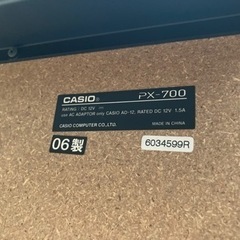 CASIO® PX-700
RATING : DC 12V ⎓
use AC ADAPTOR only CASIO AD-12, RATED DC 12V 1.5A
CASIO COMPUTER CO.,LTD. MADE IN CHINA
06製 6034599R